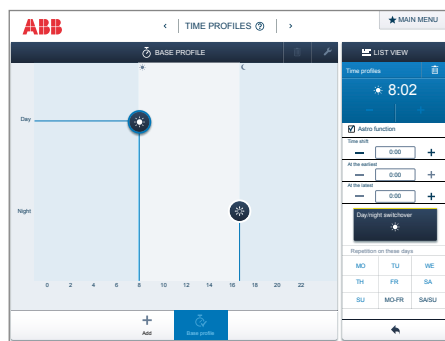 ABB
‹ TIME PROFILES ? ›
★ MAIN MENU
BASE PROFILE
LIST VIEW
Time profiles
8:02
Astro function
Time shift
0:00
At the earliest
0:00
At the latest
0:00
Day/night switchover
Repetition on these days
MO TU WE
TH FR SA
SU MO-FR SA/SU
Day
Night
0 2 4 6 8 10 12 14 16 18 20 22
Add
Base profile